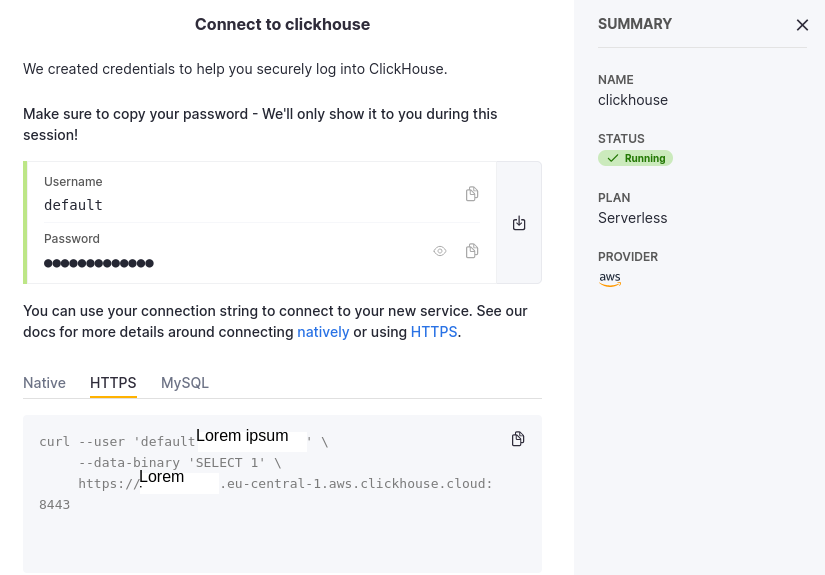 Connect to clickhouse
We created credentials to help you securely log into ClickHouse.
Make sure to copy your password - We'll only show it to you during this
session!
Username
default
Password
●●●●●●●●●●●●●
You can use your connection string to connect to your new service. See our
docs for more details around connecting natively or using HTTPS.
Native HTTPS MySQL
curl --user 'default Lorem ipsum ' \
--data-binary 'SELECT 1' \
https://Lorem .eu-central-1.aws.clickhouse.cloud:
8443
SUMMARY
NAME
clickhouse
STATUS
Running
PLAN
Serverless
PROVIDER
aws